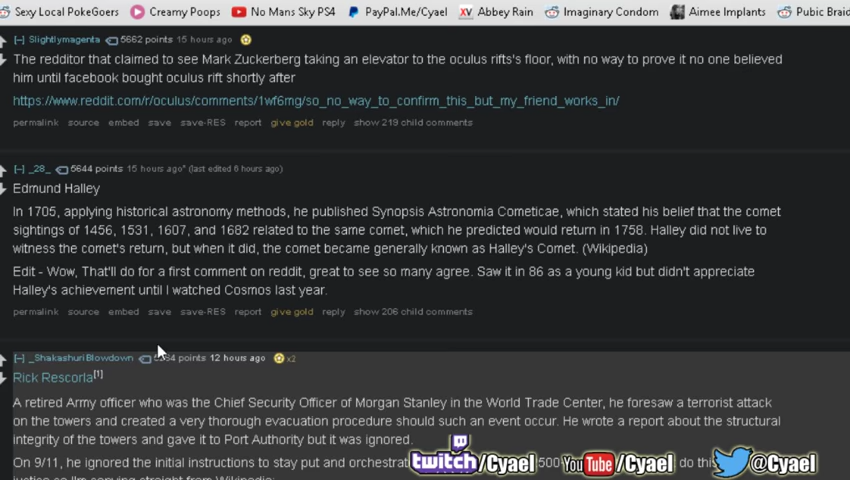 Sexy Local PokeGoers Creamy Poops No Mans Sky PS4 PayPal.Me/Cyael XV Abbey Rain Imaginary Condom Aimee Implants Pubic Braid
[-] Slightlymagenta 5662 points 15 hours ago
The redditor that claimed to see Mark Zuckerberg taking an elevator to the oculus rifts's floor, with no way to prove it no one believed
him until facebook bought oculus rift shortly after
https://www.reddit.com/r/oculus/comments/1wf6mg/so_no_way_to_confirm_this_but_my_friend_works_in/
permalink source embed save save-RES report give gold reply show 219 child comments
[-] _28_ 5644 points 15 hours ago* (last edited 6 hours ago)
Edmund Halley
In 1705, applying historical astronomy methods, he published Synopsis Astronomia Cometicae, which stated his belief that the comet
sightings of 1456, 1531, 1607, and 1682 related to the same comet, which he predicted would return in 1758. Halley did not live to
witness the comet's return, but when it did, the comet became generally known as Halley's Comet. (Wikipedia)
Edit - Wow, That'll do for a first comment on reddit, great to see so many agree. Saw it in 86 as a young kid but didn't appreciate
Halley's achievement until I watched Cosmos last year.
permalink source embed save save-RES report give gold reply show 206 child comments
[-] _ShakashuriBlowdown points 12 hours ago x2
Rick Rescorla[1]
A retired Army officer who was the Chief Security Officer of Morgan Stanley in the World Trade Center, he foresaw a terrorist attack
on the towers and created a very thorough evacuation procedure should such an event occur. He wrote a report about the structural
integrity of the towers and gave it to Port Authority but it was ignored.
On 9/11, he ignored the initial instructions to stay put and do
twitch/Cyael YouTube/Cyael @Cyael